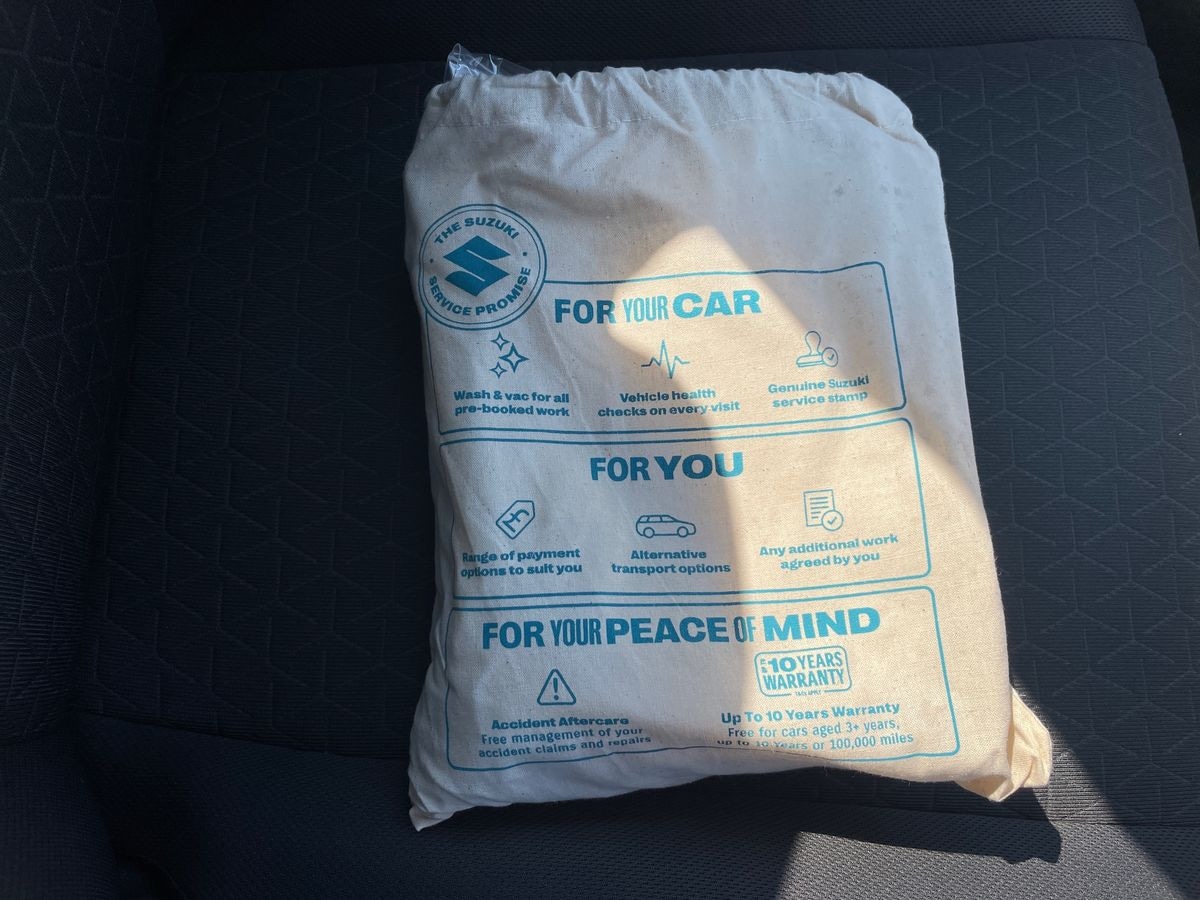 THE SUZUKI
SERVICE PROMISE
FOR YOUR CAR
Wash & vac for all
pre-booked work
Vehicle health
checks on every visit
Genuine Suzuki
service stamp
FOR YOU
£
Range of payment
options to suit you
Alternative
transport options
Any additional work
agreed by you
FOR YOUR PEACE OF MIND
!
Accident Aftercare
Free management of your
accident claims and repairs
10 YEARS
WARRANTY
T&Cs APPLY
Up To 10 Years Warranty
Free for cars aged 3+ years,
up to 10 Years or 100,000 miles